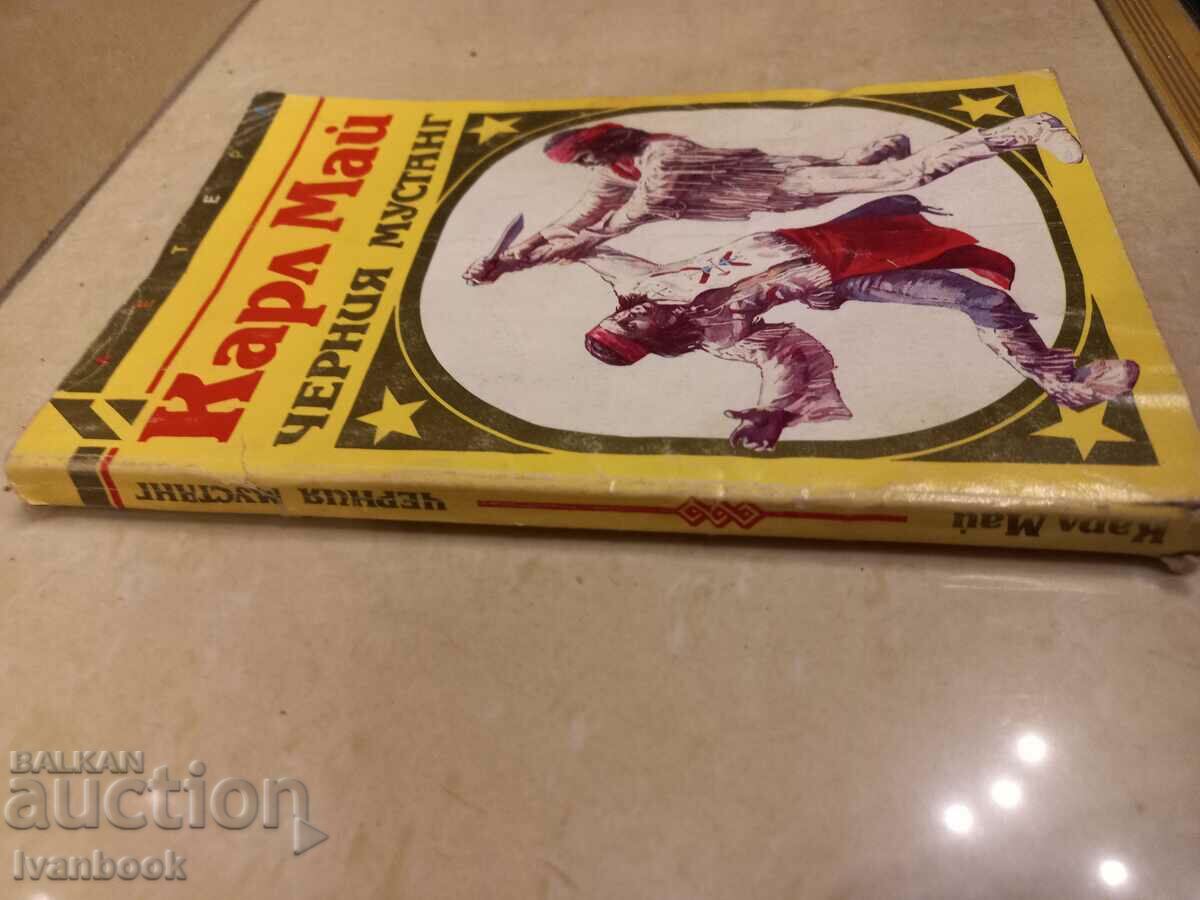 Карл Май
ЧЕРНИЯ МУСТАНГ
Карл Май
ЧЕРНИЯ МУСТАНГ
BALKAN
auction
Ivanbook